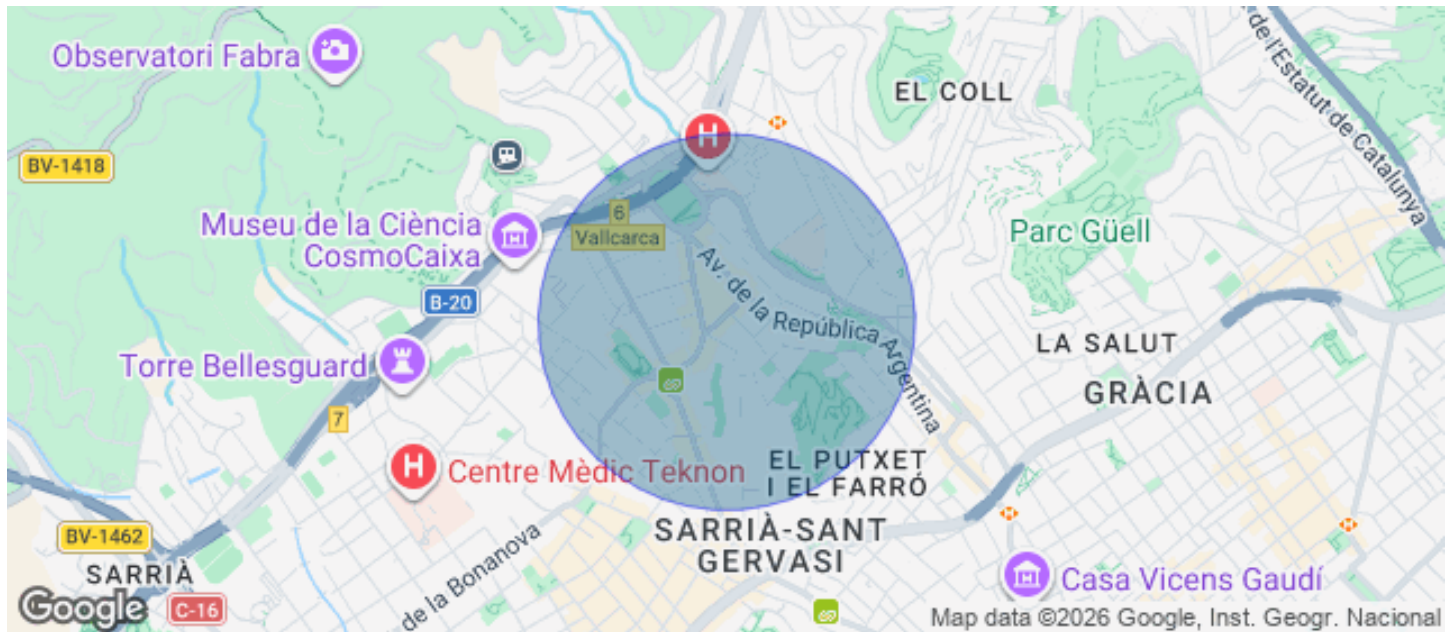 Observatori Fabra
EL COLL
de l'Estatut de Catalunya
BV-1418
H
Museu de la Ciència
CosmoCaixa
6
Vallcarca
Parc Güell
Av. de la República Argentina
B-20
LA SALUT
Torre Bellesguard
GRÀCIA
7
H
Centre Mèdic Teknon
EL PUTXET
I EL FARRÓ
BV-1462
SARRIÀ-SANT
GERVASI
SARRIÀ
de la Bonanova
Casa Vicens Gaudí
Google
C-16
Map data ©2026 Google, Inst. Geogr. Nacional